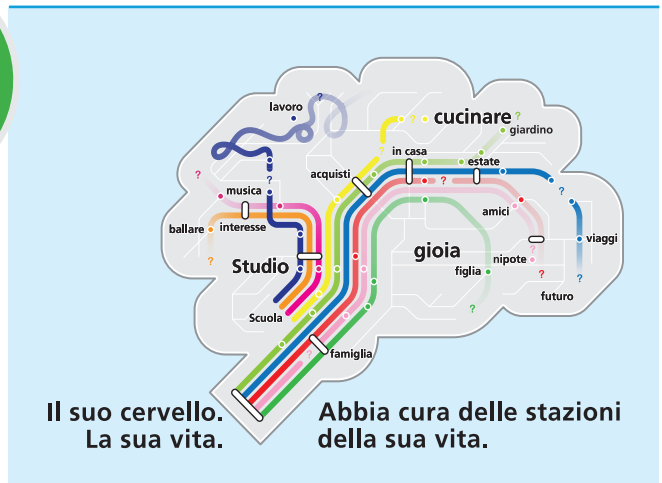 ?
lavoro
?
cucinare
?
giardino
in casa
?
estate
acquisti
?
?
?
musica
?
amici
?
ballare
interesse
viaggi
gioia
?
Studio
nipote
figlia
?
?
futuro
Scuola
?
famiglia
?
Il suo cervello.
La sua vita.
Abbia cura delle stazioni
della sua vita.